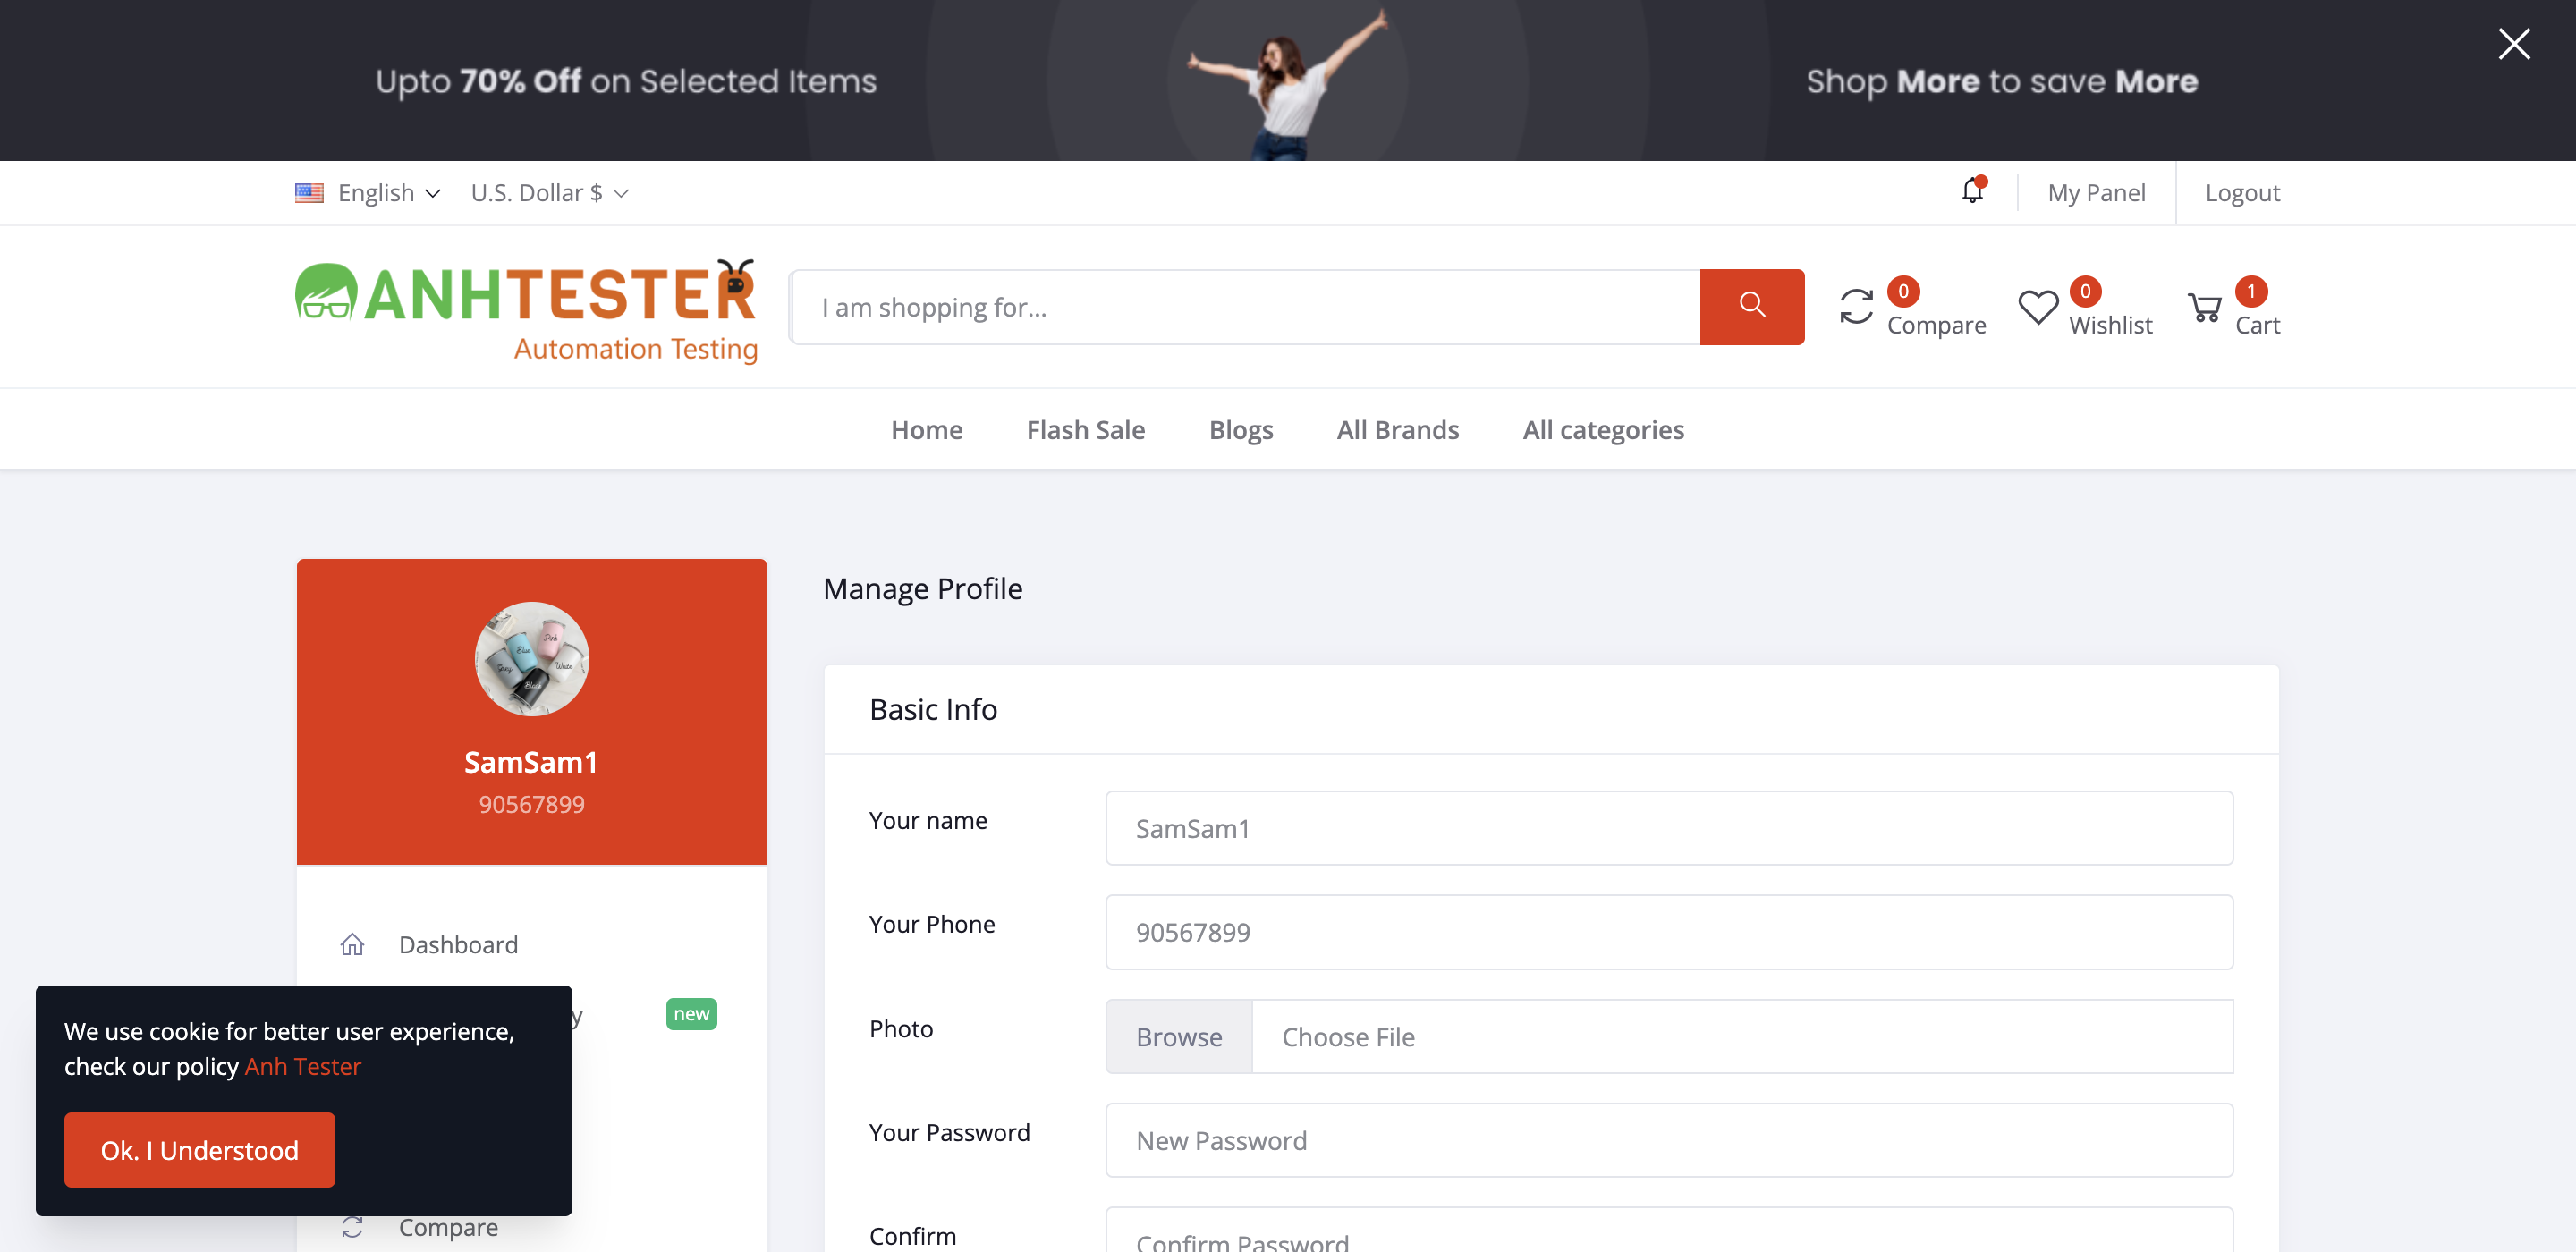 Upto 70% Off on Selected Items
Shop More to save More
English
U.S. Dollar $
My Panel
Logout
ANHTESTER
Automation Testing
I am shopping for...
0
Compare
0
Wishlist
1
Cart
Home
Flash Sale
Blogs
All Brands
All categories
SamSam1
90567899
Dashboard
y
new
Compare
Manage Profile
Basic Info
Your name
SamSam1
Your Phone
90567899
Photo
Browse
Choose File
Your Password
New Password
Confirm
Confirm Password
We use cookie for better user experience,
check our policy Anh Tester
Ok. I Understood